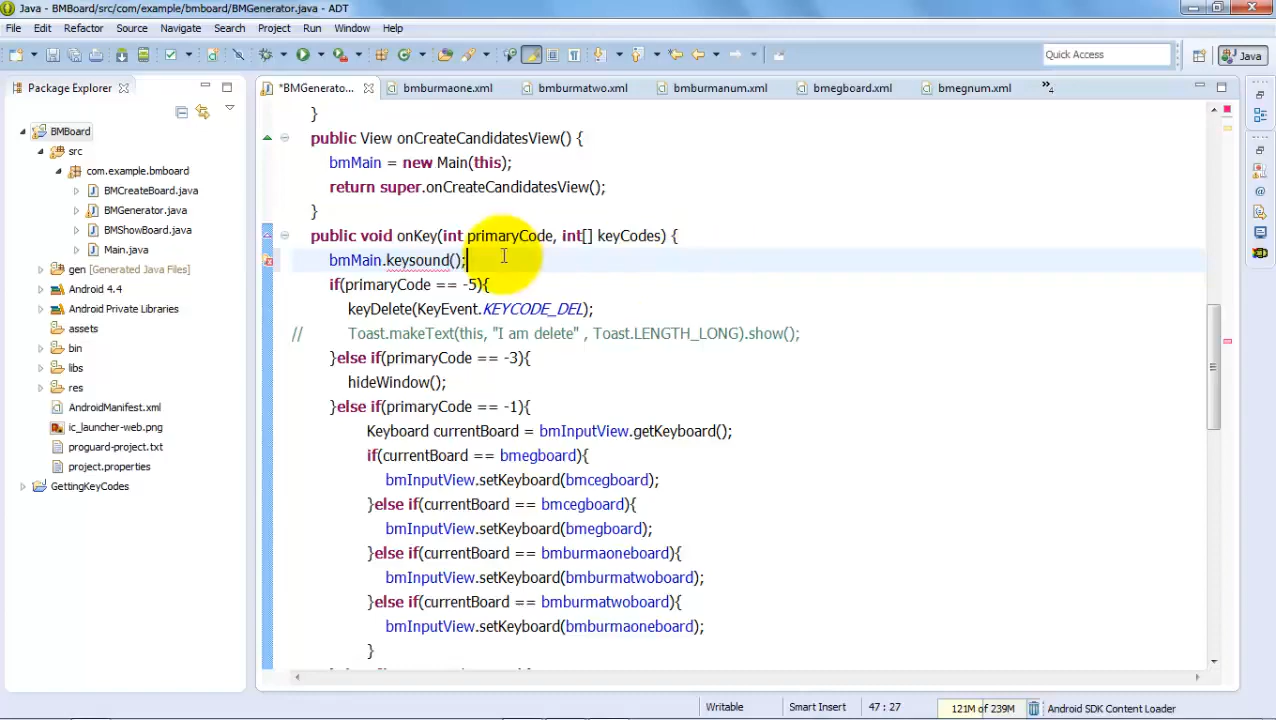 Java - BMBoard/src/com/example/bmboard/BMGenerator.java - ADT
File Edit Refactor Source Navigate Search Project Run Window Help
Quick Access
Java
Package Explorer
*BMGenerato...
bmburmaone.xml
bmburmatwo.xml
bmburmanum.xml
bmegboard.xml
bmegnum.xml
»4
BMBoard
src
com.example.bmboard
BMCreateBoard.java
BMGenerator.java
BMShowBoard.java
Main.java
gen [Generated Java Files]
Android 4.4
Android Private Libraries
assets
bin
libs
res
AndroidManifest.xml
ic_launcher-web.png
proguard-project.txt
project.properties
GettingKeyCodes
}
public View onCreateCandidatesView() {
bmMain = new Main(this);
return super.onCreateCandidatesView();
}
public void onKey(int primaryCode, int[] keyCodes) {
bmMain.keysound();
if(primaryCode == -5){
keyDelete(KeyEvent.KEYCODE_DEL);
// Toast.makeText(this, "I am delete" , Toast.LENGTH_LONG).show();
}else if(primaryCode == -3){
hideWindow();
}else if(primaryCode == -1){
Keyboard currentBoard = bmInputView.getKeyboard();
if(currentBoard == bmegboard){
bmInputView.setKeyboard(bmcegboard);
}else if(currentBoard == bmcegboard){
bmInputView.setKeyboard(bmegboard);
}else if(currentBoard == bmburmaoneboard){
bmInputView.setKeyboard(bmburmatwoboard);
}else if(currentBoard == bmburmatwoboard){
bmInputView.setKeyboard(bmburmaoneboard);
}
Writable
Smart Insert
47 : 27
121M of 239M
Android SDK Content Loader